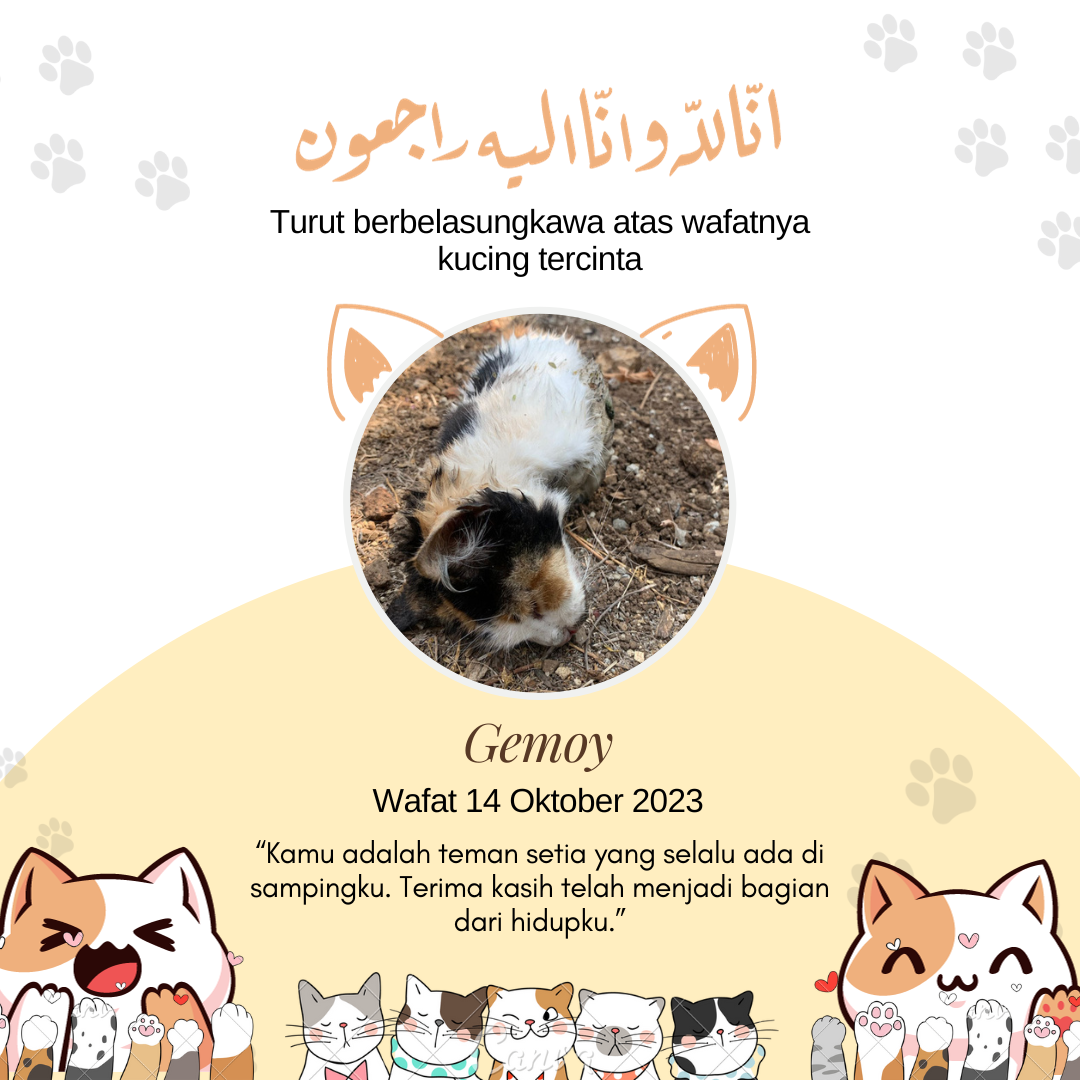 انّا للّه وانّا اليه راجعون
Turut berbelasungkawa atas wafatnya
kucing tercinta
Gemoy
Wafat 14 Oktober 2023
“Kamu adalah teman setia yang selalu ada di
sampingku. Terima kasih telah menjadi bagian
dari hidupku.”